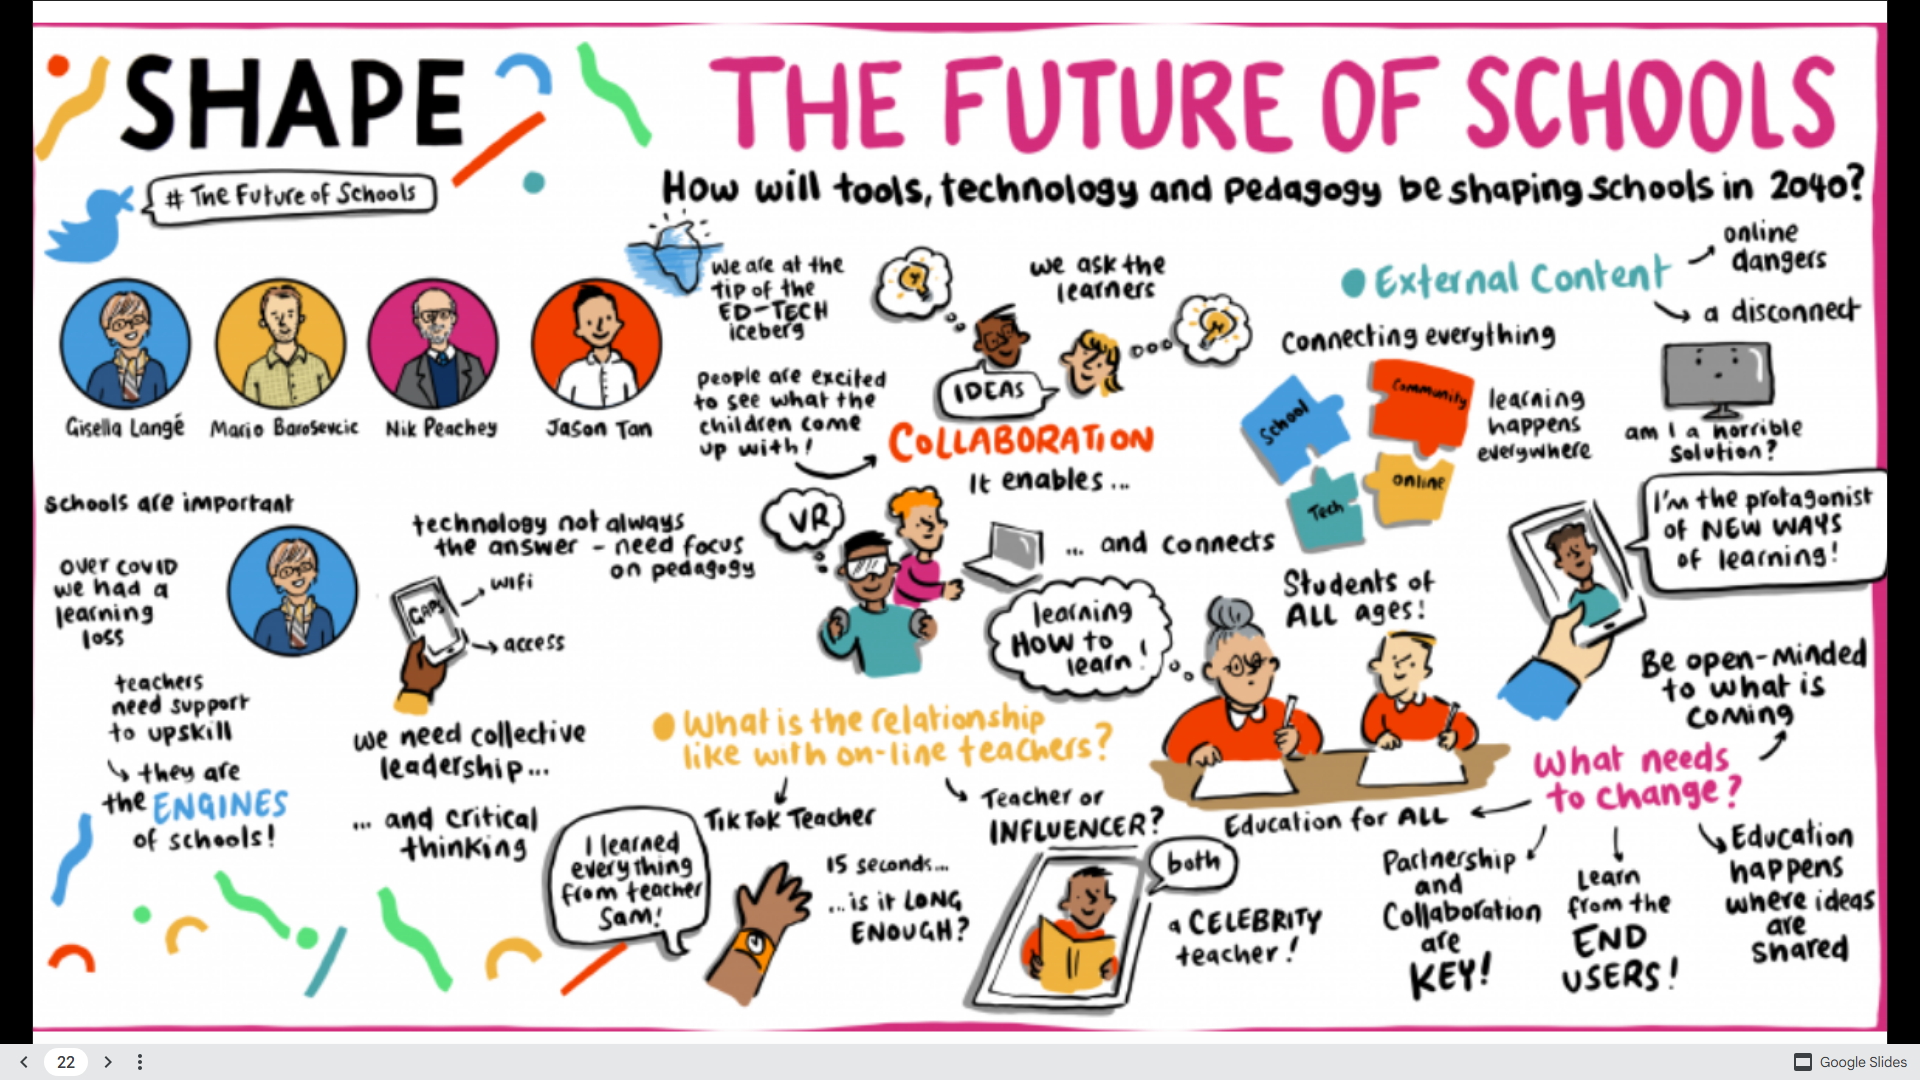 SHAPE
THE FUTURE OF SCHOOLS
# The Future of Schools
How will tools, technology and pedagogy be shaping schools in 2040?
Gisella Langé
Mario Barosevcic
Nik Peachey
Jason Tan
we are at the
tip of the
ED-TECH
iceberg
people are excited
to see what the
children come
up with!
we ask the
learners
IDEAS
COLLABORATION
It enables ...
... and connects
VR
learning
HOW to
learn!
External Content
online
dangers
a disconnect
Connecting everything
School
Community
Tech
online
learning
happens
everywhere
am I a horrible
solution?
I'm the protagonist
of NEW WAYS
of learning!
Students of
ALL ages!
schools are important
over covid
we had a
learning
loss
teachers
need support
to upskill
they are
the ENGINES
of schools!
technology not always
the answer - need focus
on pedagogy
GAPS
wifi
access
we need collective
leadership...
... and critical
thinking
What is the relationship
like with on-line teachers?
TikTok Teacher
I learned
everything
from teacher
Sam!
15 seconds...
...is it LONG
ENOUGH?
Teacher or
INFLUENCER?
both
a CELEBRITY
teacher!
What needs
to change?
Be open-minded
to what is
coming
Education for ALL
Partnership
and
Collaboration
are
KEY!
Learn
from the
END
USERS!
Education
happens
where ideas
are
shared
22
Google Slides